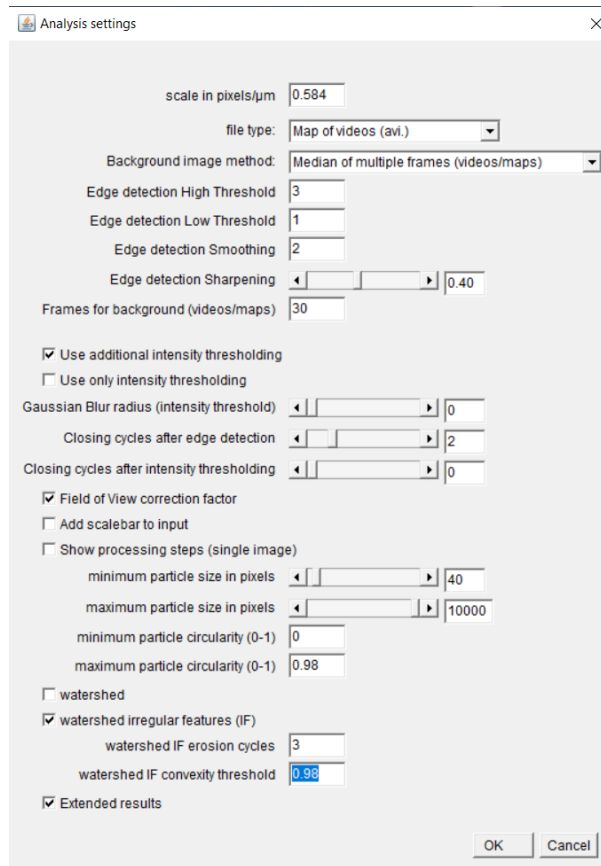 Analysis settings
scale in pixels/µm 0.584
file type: Map of videos (avi.)
Background image method: Median of multiple frames (videos/maps)
Edge detection High Threshold 3
Edge detection Low Threshold 1
Edge detection Smoothing 2
Edge detection Sharpening 0.40
Frames for background (videos/maps) 30
Use additional intensity thresholding
Use only intensity thresholding
Gaussian Blur radius (intensity threshold) 0
Closing cycles after edge detection 2
Closing cycles after intensity thresholding 0
Field of View correction factor
Add scalebar to input
Show processing steps (single image)
minimum particle size in pixels 40
maximum particle size in pixels 10000
minimum particle circularity (0-1) 0
maximum particle circularity (0-1) 0.98
watershed
watershed irregular features (IF)
watershed IF erosion cycles 3
watershed IF convexity threshold 0.98
Extended results
OK Cancel